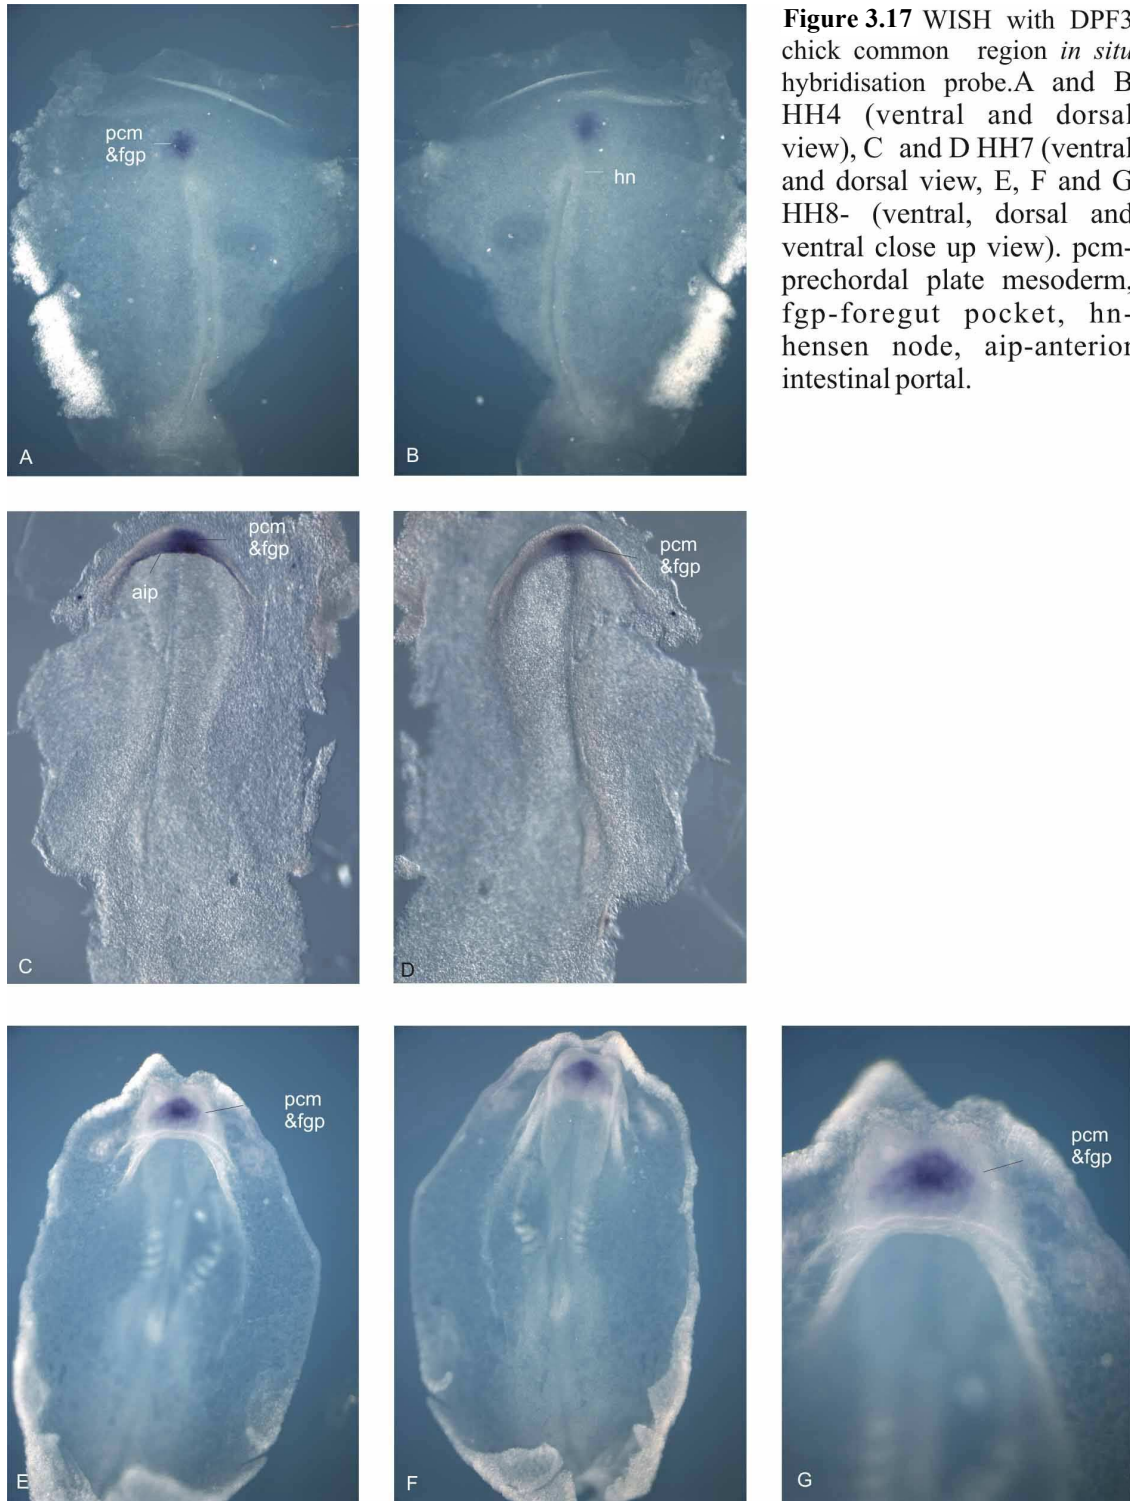 Figure 3.17 WISH with DPF3
chick common region in situ
hybridisation probe.A and B
HH4 (ventral and dorsal
view), C and D HH7 (ventral
and dorsal view, E, F and G
HH8- (ventral, dorsal and
ventral close up view). pcm-
prechordal plate mesoderm,
fgp-foregut pocket, hn-
hensen node, aip-anterior
intestinal portal.
pcm
&fgp
A
hn
B
pcm
&fgp
aip
C
pcm
&fgp
D
pcm
&fgp
E
F
pcm
&fgp
G